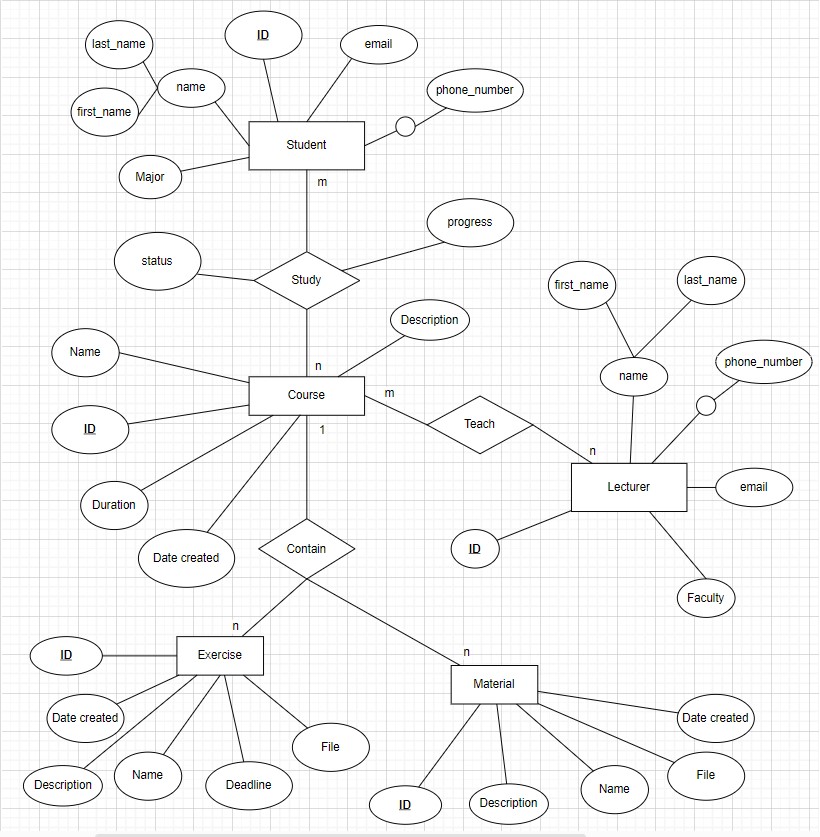 ID
last_name
email
name
phone_number
first_name
Student
Major
m
progress
status
Study
first_name
last_name
Description
Name
n
phone_number
name
Course
m
Teach
ID
1
n
Lecturer
email
Duration
Contain
ID
Date created
Faculty
n
ID
Exercise
n
Material
Date created
Date created
File
Name
File
Description
Deadline
Name
ID
Description